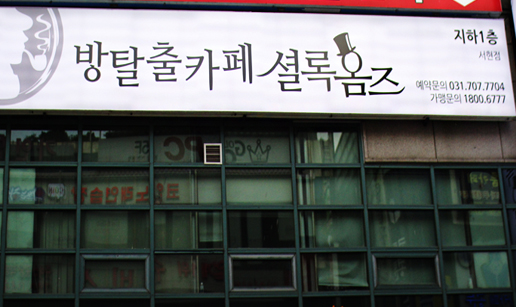 방탈출카페 셜록홈즈
지하1층
서현점
예약문의 031.707.7704
가맹문의 1800.6777
PC